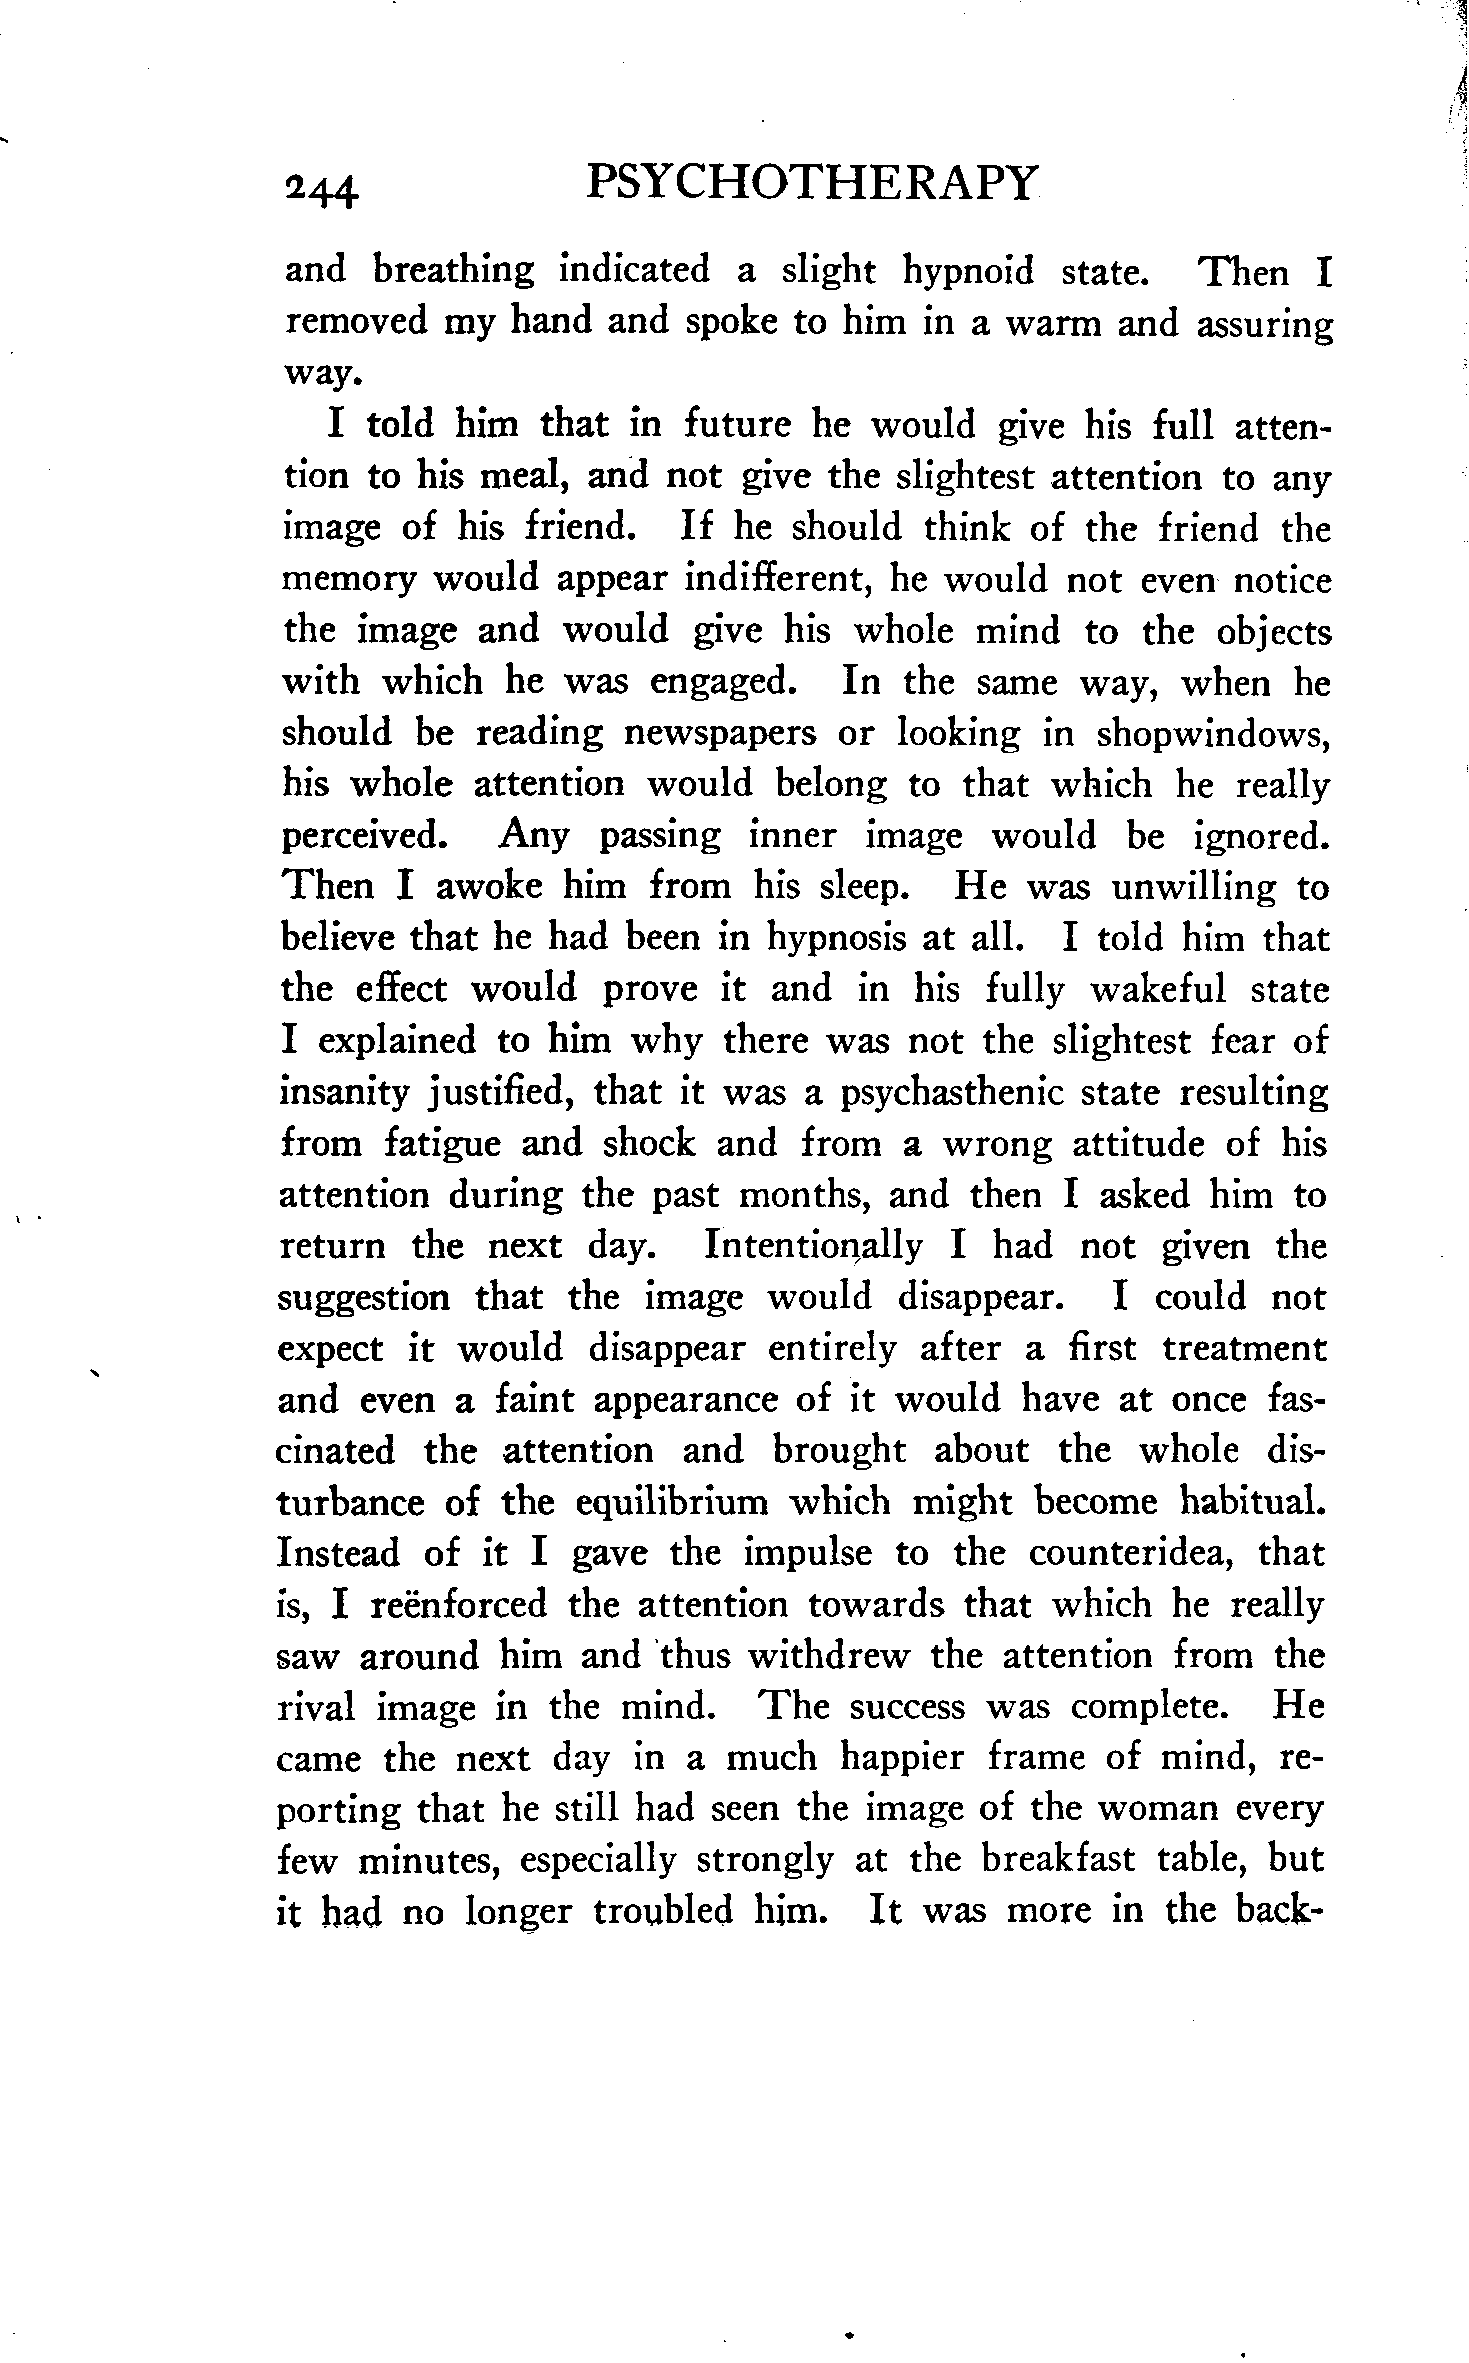 244 PSYCHOTHERAPY
and breathing indicated a slight hypnoid state. Then I
removed my hand and spoke to him in a warm and assuring
way.
I told him that in future he would give his full atten-
tion to his meal, and not give the slightest attention to any
image of his friend. If he should think of the friend the
memory would appear indifferent, he would not even notice
the image and would give his whole mind to the objects
with which he was engaged. In the same way, when he
should be reading newspapers or looking in shopwindows,
his whole attention would belong to that which he really
perceived. Any passing inner image would be ignored.
Then I awoke him from his sleep. He was unwilling to
believe that he had been in hypnosis at all. I told him that
the effect would prove it and in his fully wakeful state
I explained to him why there was not the slightest fear of
insanity justified, that it was a psychasthenic state resulting
from fatigue and shock and from a wrong attitude of his
attention during the past months, and then I asked him to
return the next day. Intentionally I had not given the
suggestion that the image would disappear. I could not
expect it would disappear entirely after a first treatment
and even a faint appearance of it would have at once fas-
cinated the attention and brought about the whole dis-
turbance of the equilibrium which might become habitual.
Instead of it I gave the impulse to the counteridea, that
is, I reënforced the attention towards that which he really
saw around him and thus withdrew the attention from the
rival image in the mind. The success was complete. He
came the next day in a much happier frame of mind, re-
porting that he still had seen the image of the woman every
few minutes, especially strongly at the breakfast table, but
it had no longer troubled him. It was more in the back-